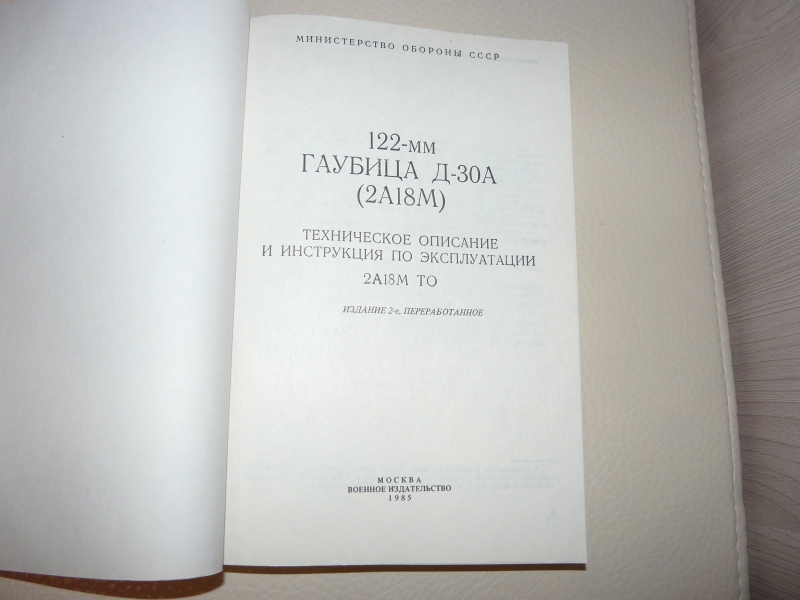 МИНИСТЕРСТВО ОБОРОНЫ СССР
122-мм
ГАУБИЦА Д-30А
(2А18М)
ТЕХНИЧЕСКОЕ ОПИСАНИЕ
И ИНСТРУКЦИЯ ПО ЭКСПЛУАТАЦИИ
2А18М ТО
ИЗДАНИЕ 2-е, ПЕРЕРАБОТАННОЕ
МОСКВА
ВОЕННОЕ ИЗДАТЕЛЬСТВО
1985